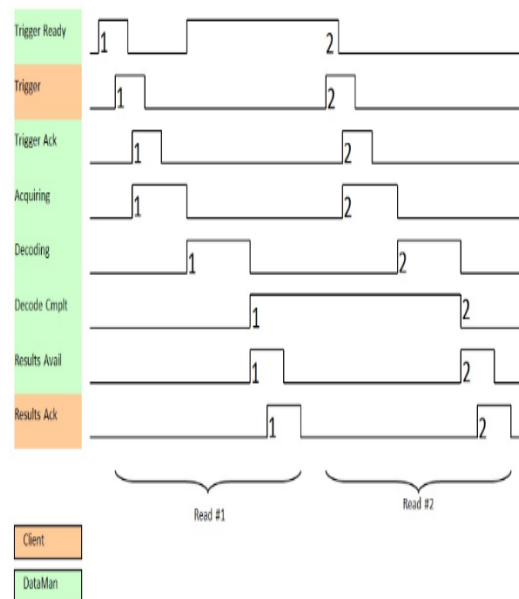 Trigger Ready
1
2
Trigger
1
2
Trigger Ack
1
2
Acquiring
1
2
Decoding
1
2
Decode Cmplt
1
2
Results Avail
1
2
Results Ack
1
2
Read #1
Read #2
Client
DataMan